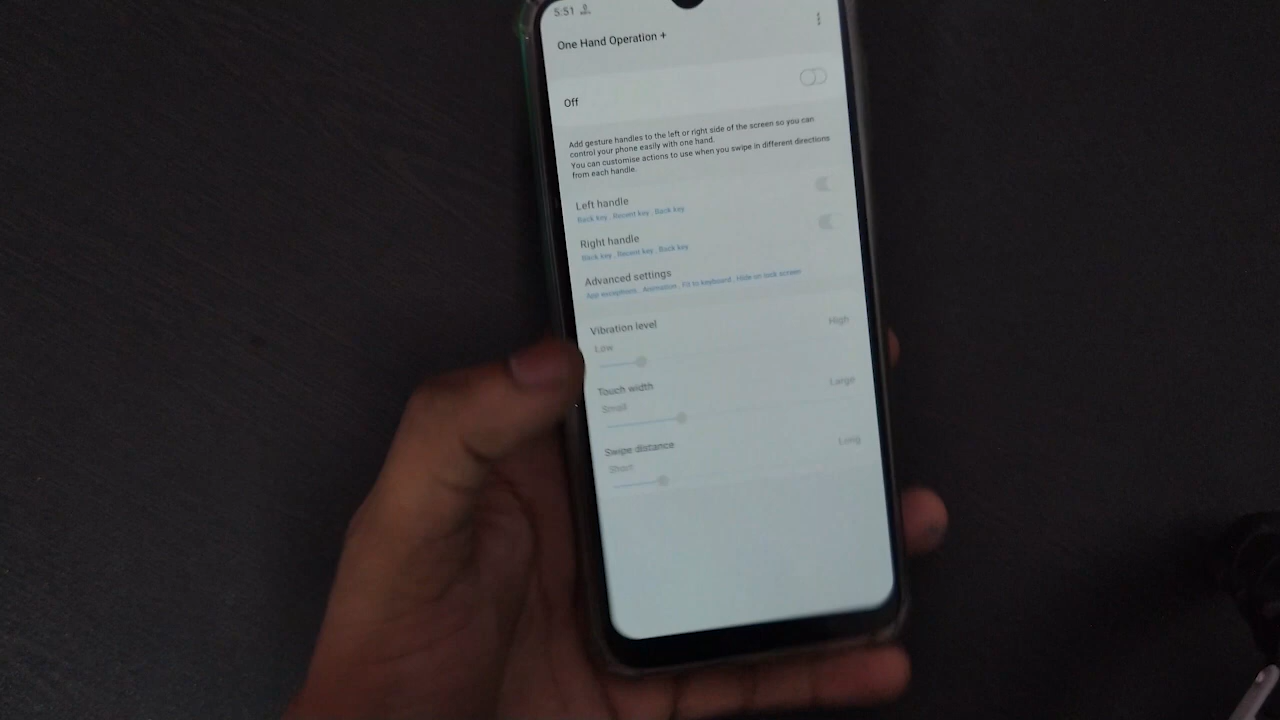 5:51
One Hand Operation +
Off
Add gesture handles to the left or right side of the screen so you can
control your phone easily with one hand.
You can customise actions to use when you swipe in different directions
from each handle.
Left handle
Back key , Recent key , Back key
Right handle
Back key , Recent key , Back key
Advanced settings
App exceptions , Animation , Fit to keyboard , Hide on lock screen
Vibration level
Low High
Touch width
Small Large
Swipe distance
Short Long